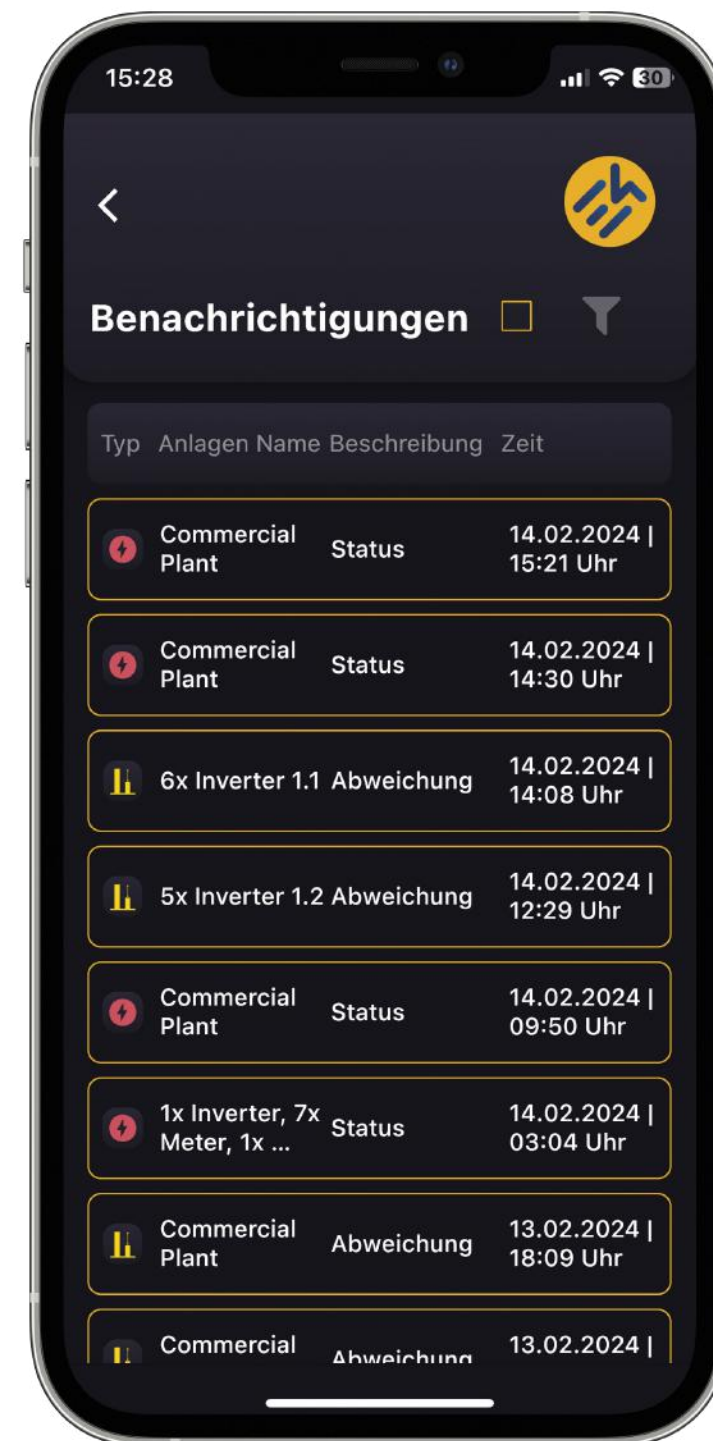 15:28
30
Benachrichtigungen
Typ Anlagen Name Beschreibung Zeit
Commercial Plant Status 14.02.2024 | 15:21 Uhr
Commercial Plant Status 14.02.2024 | 14:30 Uhr
6x Inverter 1.1 Abweichung 14.02.2024 | 14:08 Uhr
5x Inverter 1.2 Abweichung 14.02.2024 | 12:29 Uhr
Commercial Plant Status 14.02.2024 | 09:50 Uhr
1x Inverter, 7x Meter, 1x ... Status 14.02.2024 | 03:04 Uhr
Commercial Plant Abweichung 13.02.2024 | 18:09 Uhr
Commercial Abweichung 13.02.2024 |